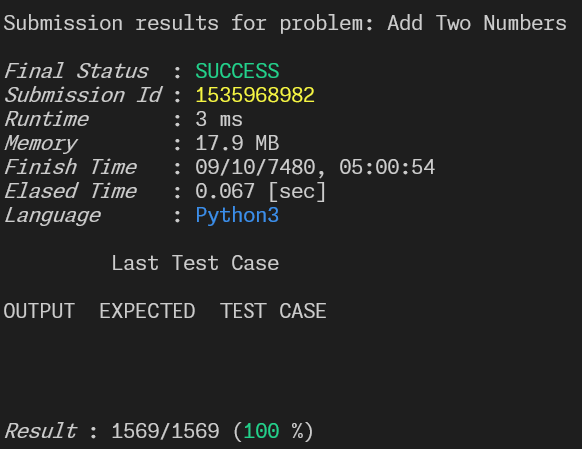 Submission results for problem: Add Two Numbers
Final Status : SUCCESS
Submission Id : 1535968982
Runtime : 3 ms
Memory : 17.9 MB
Finish Time : 09/10/7480, 05:00:54
Elased Time : 0.067 [sec]
Language : Python3
Last Test Case
OUTPUT EXPECTED TEST CASE
Result : 1569/1569 (100 %)